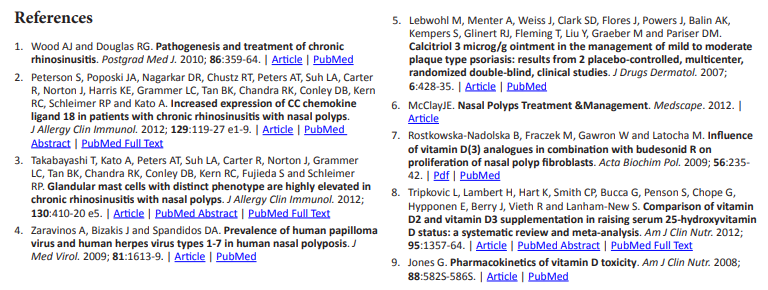 References
1. Wood AJ and Douglas RG. Pathogenesis and treatment of chronic
rhinosinusitis. Postgrad Med J. 2010; 86:359-64. | Article | PubMed
2. Peterson S, Poposki JA, Nagarkar DR, Chustz RT, Peters AT, Suh LA, Carter
R, Norton J, Harris KE, Grammer LC, Tan BK, Chandra RK, Conley DB, Kern
RC, Schleimer RP and Kato A. Increased expression of CC chemokine
ligand 18 in patients with chronic rhinosinusitis with nasal polyps.
J Allergy Clin Immunol. 2012; 129:119-27 e1-9. | Article | PubMed
Abstract | PubMed Full Text
3. Takabayashi T, Kato A, Peters AT, Suh LA, Carter R, Norton J, Grammer
LC, Tan BK, Chandra RK, Conley DB, Kern RC, Fujieda S and Schleimer
RP. Glandular mast cells with distinct phenotype are highly elevated in
chronic rhinosinusitis with nasal polyps. J Allergy Clin Immunol. 2012;
130:410-20 e5. | Article | PubMed Abstract | PubMed Full Text
4. Zaravinos A, Bizakis J and Spandidos DA. Prevalence of human papilloma
virus and human herpes virus types 1-7 in human nasal polyposis. J
Med Virol. 2009; 81:1613-9. | Article | PubMed
5. Lebwohl M, Menter A, Weiss J, Clark SD, Flores J, Powers J, Balin AK,
Kempers S, Glinert RJ, Fleming T, Liu Y, Graeber M and Pariser DM.
Calcitriol 3 microg/g ointment in the management of mild to moderate
plaque type psoriasis: results from 2 placebo-controlled, multicenter,
randomized double-blind, clinical studies. J Drugs Dermatol. 2007;
6:428-35. | Article | PubMed
6. McClayJE. Nasal Polyps Treatment &Management. Medscape. 2012. |
Article
7. Rostkowska-Nadolska B, Fraczek M, Gawron W and Latocha M. Influence
of vitamin D(3) analogues in combination with budesonid R on
proliferation of nasal polyp fibroblasts. Acta Biochim Pol. 2009; 56:235-
42. | Pdf | PubMed
8. Tripkovic L, Lambert H, Hart K, Smith CP, Bucca G, Penson S, Chope G,
Hypponen E, Berry J, Vieth R and Lanham-New S. Comparison of vitamin
D2 and vitamin D3 supplementation in raising serum 25-hydroxyvitamin
D status: a systematic review and meta-analysis. Am J Clin Nutr. 2012;
95:1357-64. | Article | PubMed Abstract | PubMed Full Text
9. Jones G. Pharmacokinetics of vitamin D toxicity. Am J Clin Nutr. 2008;
88:582S-586S. | Article | PubMed